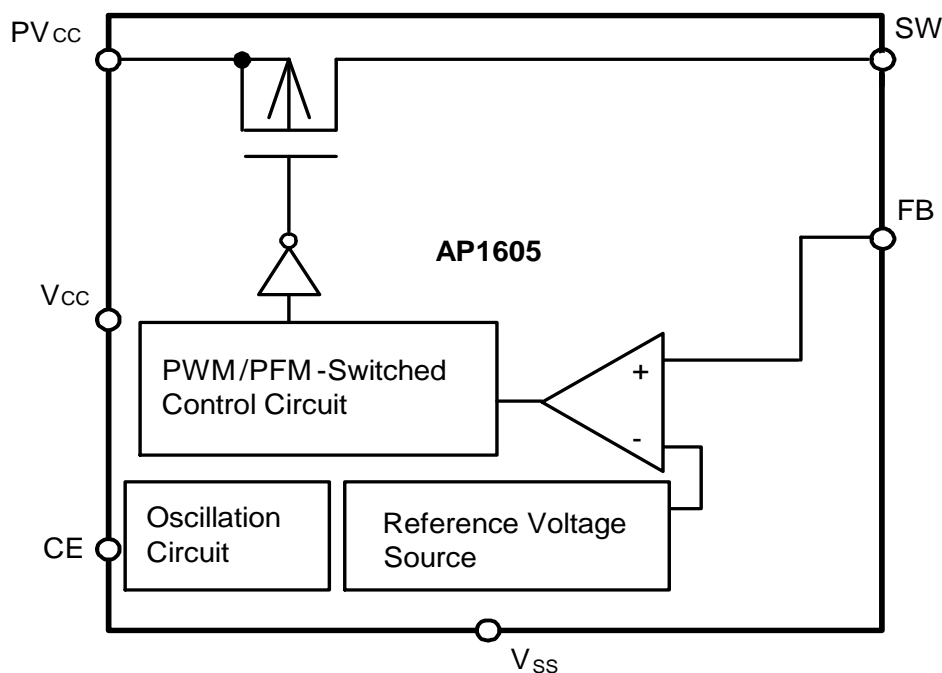 PVCC
SW
FB
AP1605
VCC
PWM/PFM-Switched
Control Circuit
+
-
Oscillation
Circuit
Reference Voltage
Source
CE
VSS